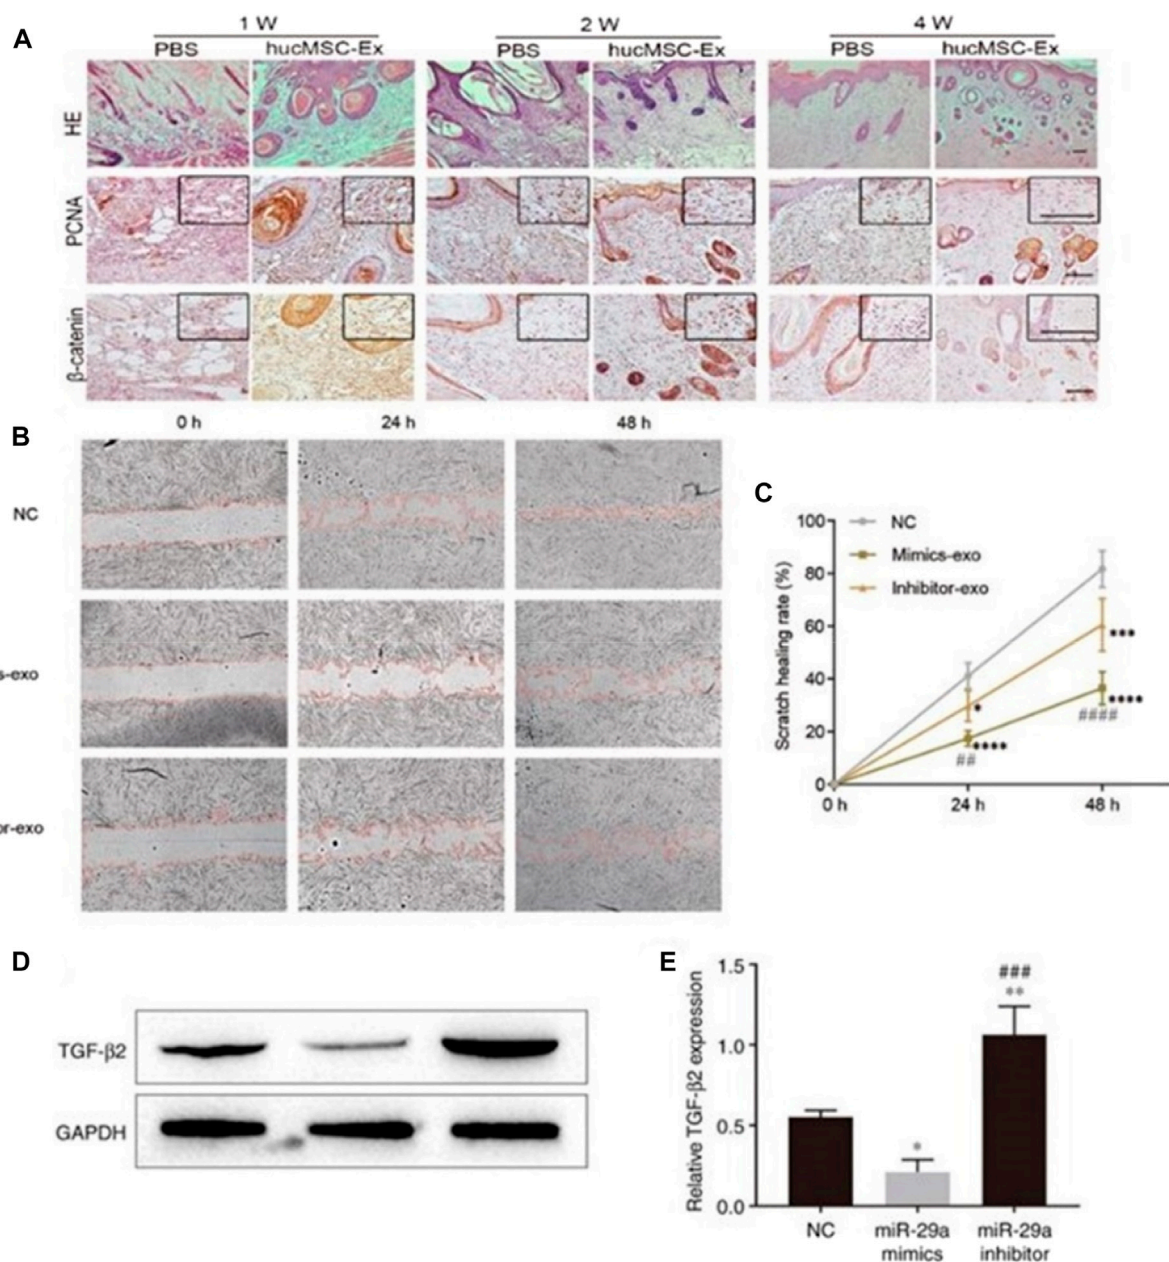 A
1 W
2 W
4 W
PBS
hucMSC-Ex
PBS
hucMSC-Ex
PBS
hucMSC-Ex
HE
PCNA
β-catenin
B
0 h
24 h
48 h
NC
s-exo
or-exo
C
NC
Mimics-exo
Inhibitor-exo
Scratch healing rate (%)
100
80
60
40
20
0
***
****
####
*
****
##
0 h
24 h
48 h
D
TGF-β2
GAPDH
E
Relative TGF-β2 expression
1.5
1.0
0.5
0.0
###
**
*
NC
miR-29a
mimics
miR-29a
inhibitor